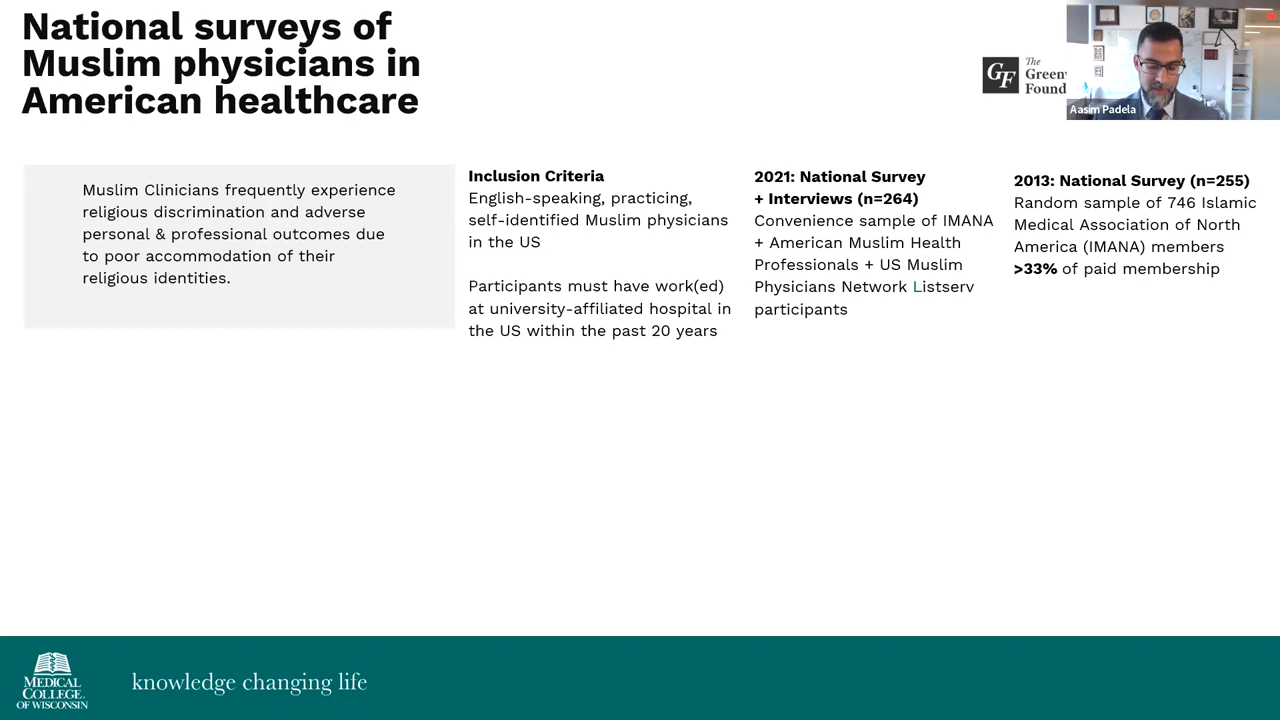 National surveys of
Muslim physicians in
American healthcare
GF
The
Green
Found
Aasim Padela
Muslim Clinicians frequently experience
religious discrimination and adverse
personal & professional outcomes due
to poor accommodation of their
religious identities.
Inclusion Criteria
English-speaking, practicing,
self-identified Muslim physicians
in the US
Participants must have work(ed)
at university-affiliated hospital in
the US within the past 20 years
2021: National Survey
+ Interviews (n=264)
Convenience sample of IMANA
+ American Muslim Health
Professionals + US Muslim
Physicians Network Listserv
participants
2013: National Survey (n=255)
Random sample of 746 Islamic
Medical Association of North
America (IMANA) members
>33% of paid membership
MEDICAL
COLLEGE
OF WISCONSIN
knowledge changing life